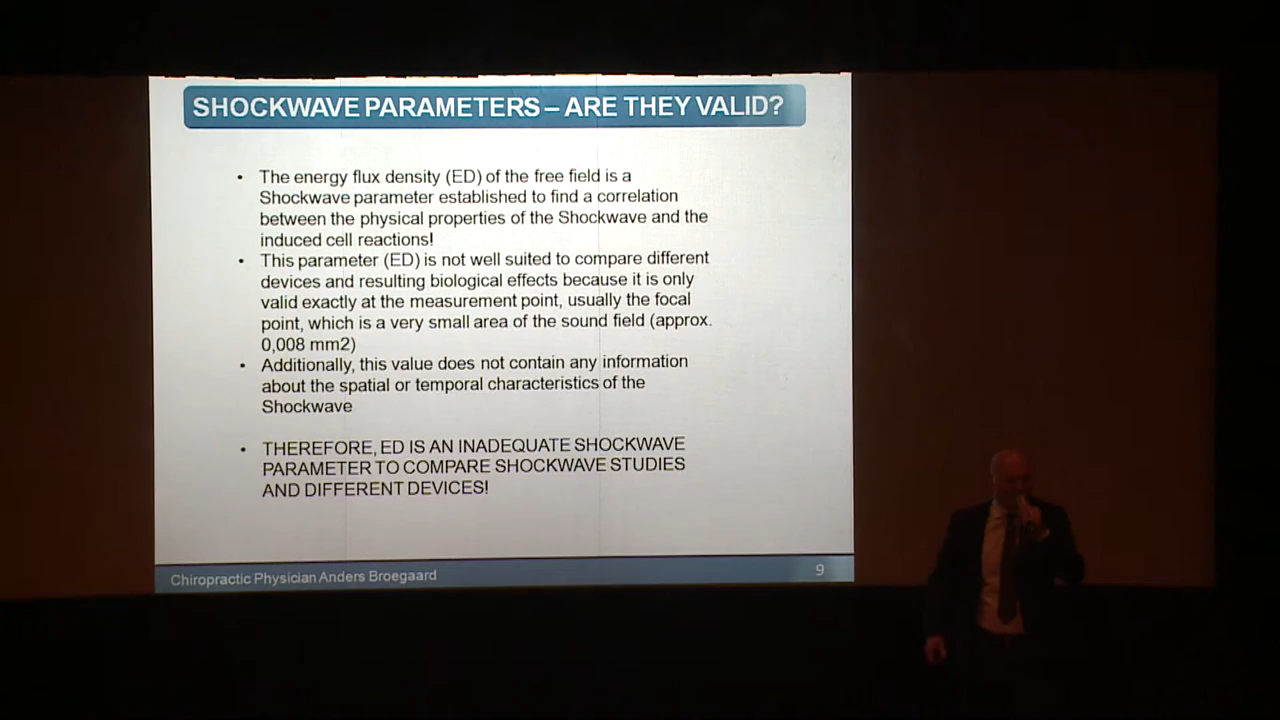 SHOCKWAVE PARAMETERS – ARE THEY VALID?
• The energy flux density (ED) of the free field is a
Shockwave parameter established to find a correlation
between the physical properties of the Shockwave and the
induced cell reactions!
• This parameter (ED) is not well suited to compare different
devices and resulting biological effects because it is only
valid exactly at the measurement point, usually the focal
point, which is a very small area of the sound field (approx.
0,008 mm2)
• Additionally, this value does not contain any information
about the spatial or temporal characteristics of the
Shockwave
• THEREFORE, ED IS AN INADEQUATE SHOCKWAVE
PARAMETER TO COMPARE SHOCKWAVE STUDIES
AND DIFFERENT DEVICES!
Chiropractic Physician Anders Broegaard
9